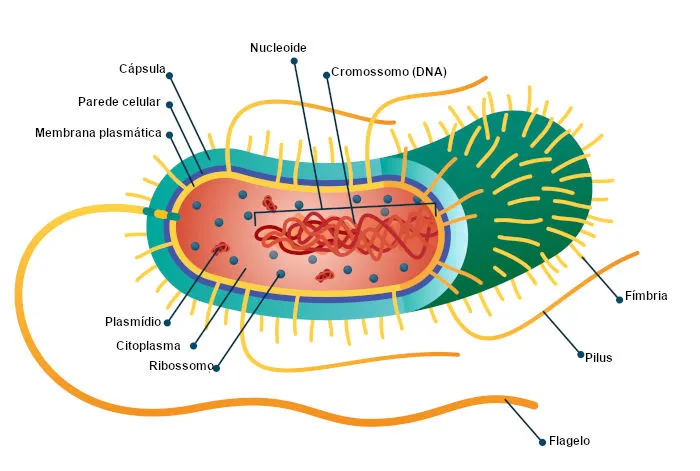 Nucleoide
Cápsula
Cromossomo (DNA)
Parede celular
Membrana plasmática
Fímbria
Plasmídio
Citoplasma
Pilus
Ribossomo
Flagelo